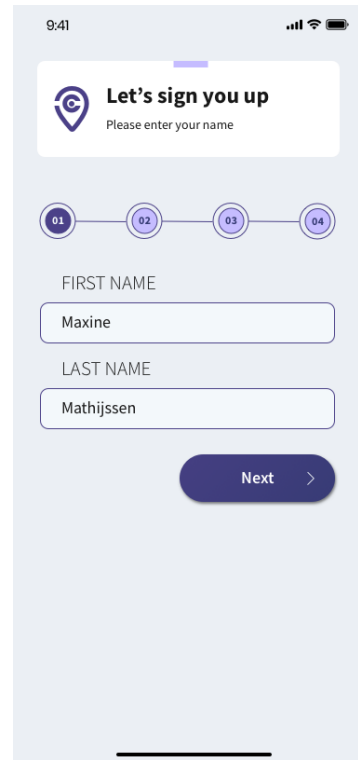 9:41
Let’s sign you up
Please enter your name
01 02 03 04
FIRST NAME
Maxine
LAST NAME
Mathijssen
Next